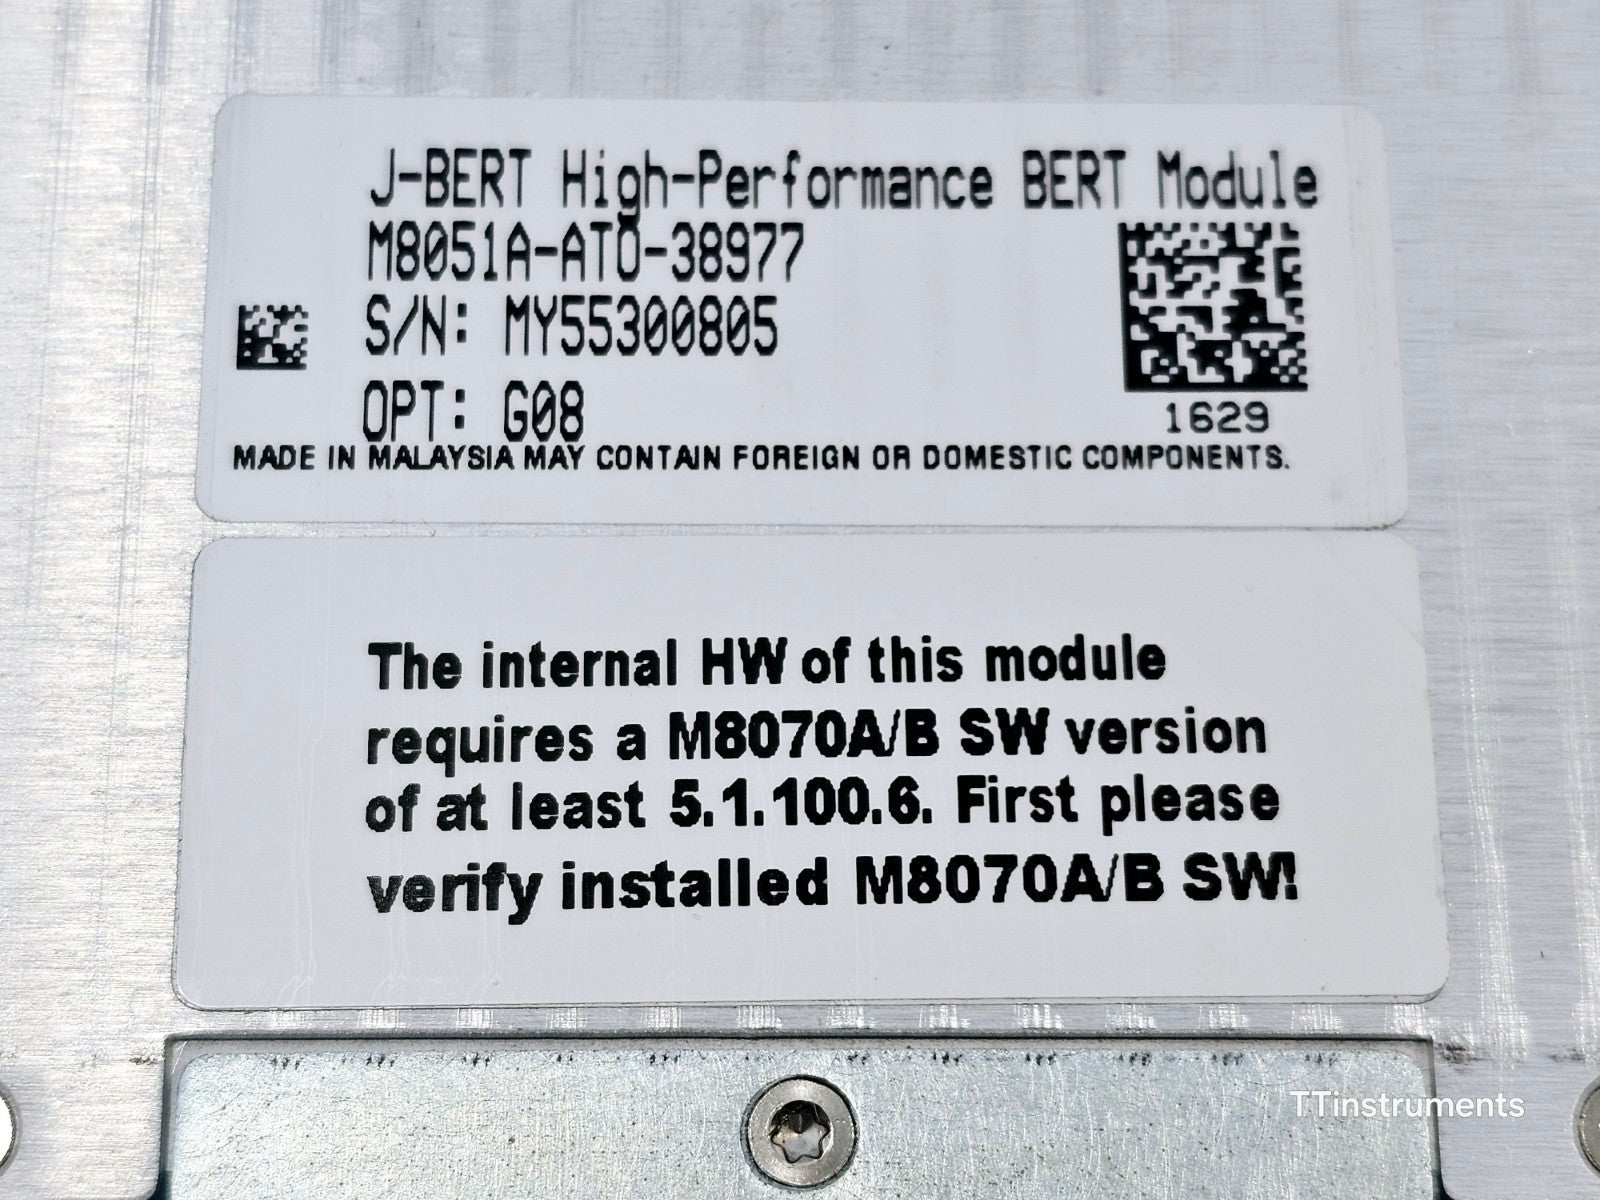 J-BERT High-Performance BERT Module
M8051A-ATO-38977
S/N: MY55300805
OPT: G08
1629
MADE IN MALAYSIA MAY CONTAIN FOREIGN OR DOMESTIC COMPONENTS.
The internal HW of this module
requires a M8070A/B SW version
of at least 5.1.100.6. First please
verify installed M8070A/B SW!
TTinstruments